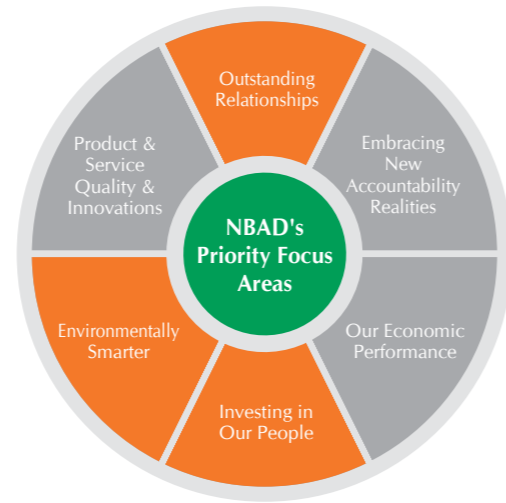 Outstanding
Relationships
Embracing
New
Accountability
Realities
Our Economic
Performance
Investing in
Our People
Environmentally
Smarter
Product &
Service
Quality &
Innovations
NBAD's
Priority Focus
Areas